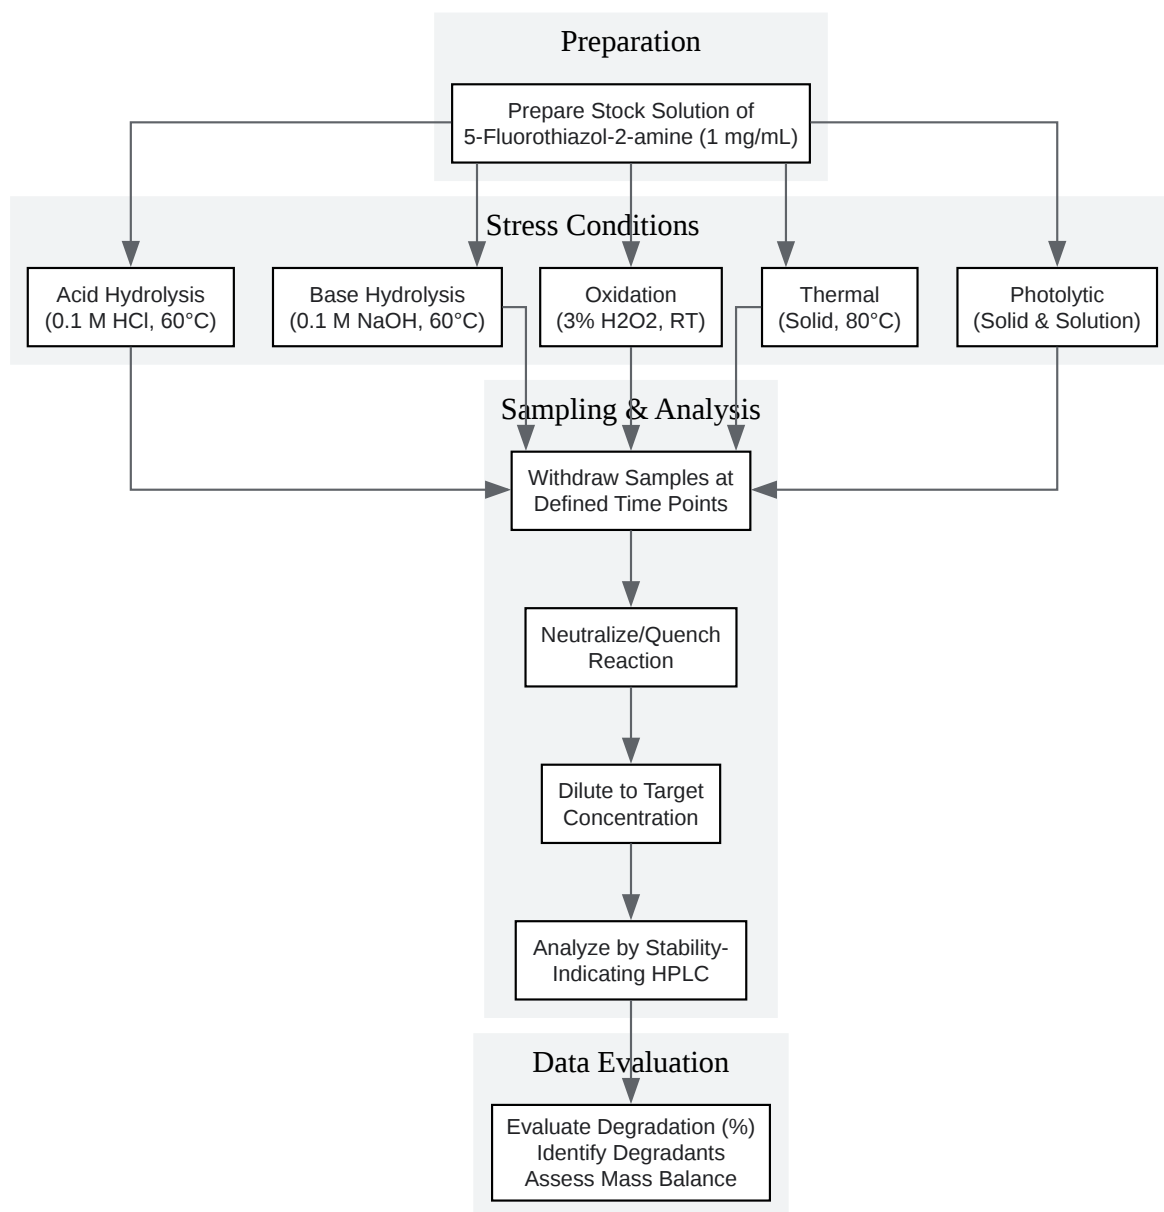 Preparation
Prepare Stock Solution of
5-Fluorothiazol-2-amine (1 mg/mL)
Stress Conditions
Acid Hydrolysis
(0.1 M HCl, 60°C)
Base Hydrolysis
(0.1 M NaOH, 60°C)
Oxidation
(3% H2O2, RT)
Thermal
(Solid, 80°C)
Photolytic
(Solid & Solution)
Sampling & Analysis
Withdraw Samples at
Defined Time Points
Neutralize/Quench
Reaction
Dilute to Target
Concentration
Analyze by Stability-
Indicating HPLC
Data Evaluation
Evaluate Degradation (%)
Identify Degradants
Assess Mass Balance